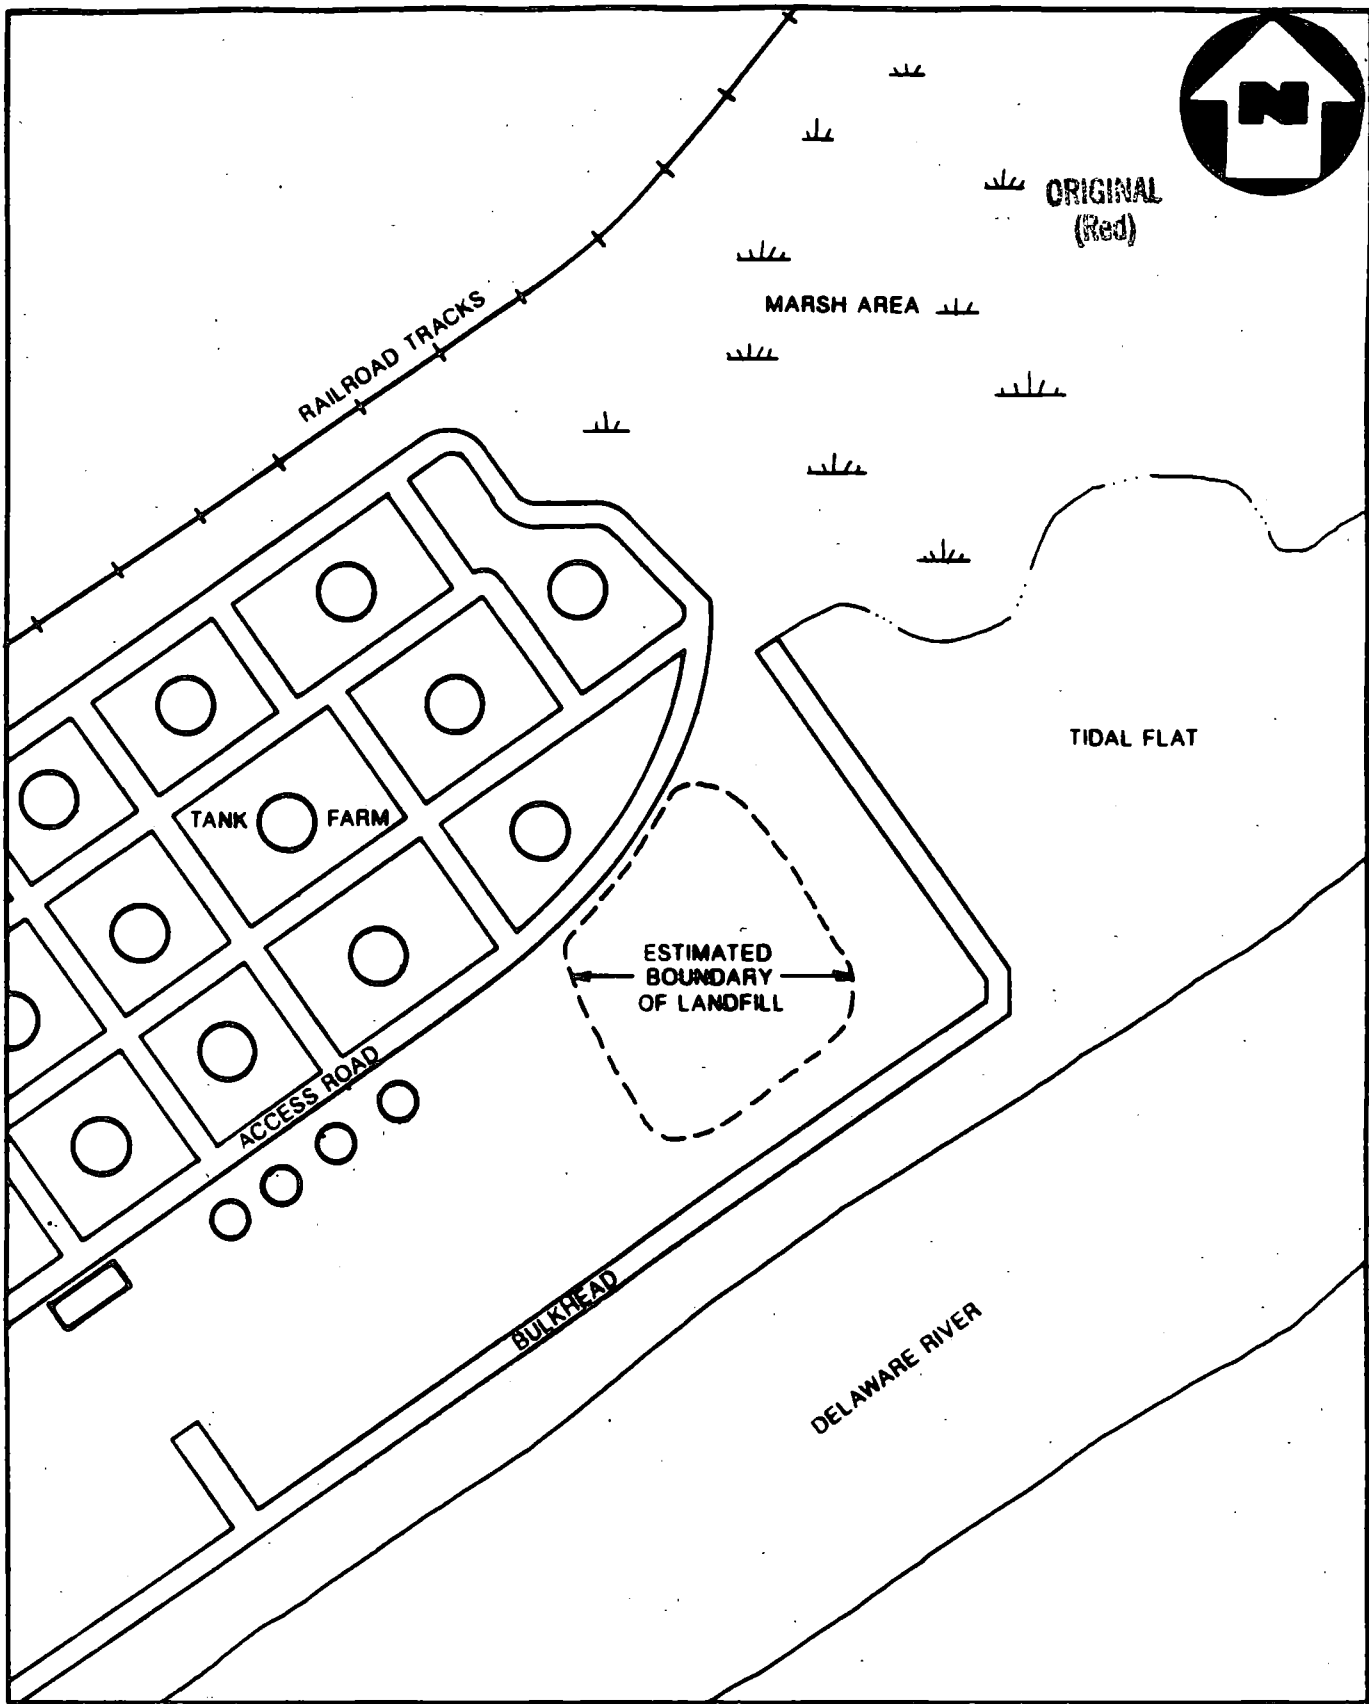 N
ORIGINAL
(Red)
MARSH AREA
RAILROAD TRACKS
TIDAL FLAT
TANK FARM
ESTIMATED
BOUNDARY
OF LANDFILL
ACCESS ROAD
BULKHEAD
DELAWARE RIVER